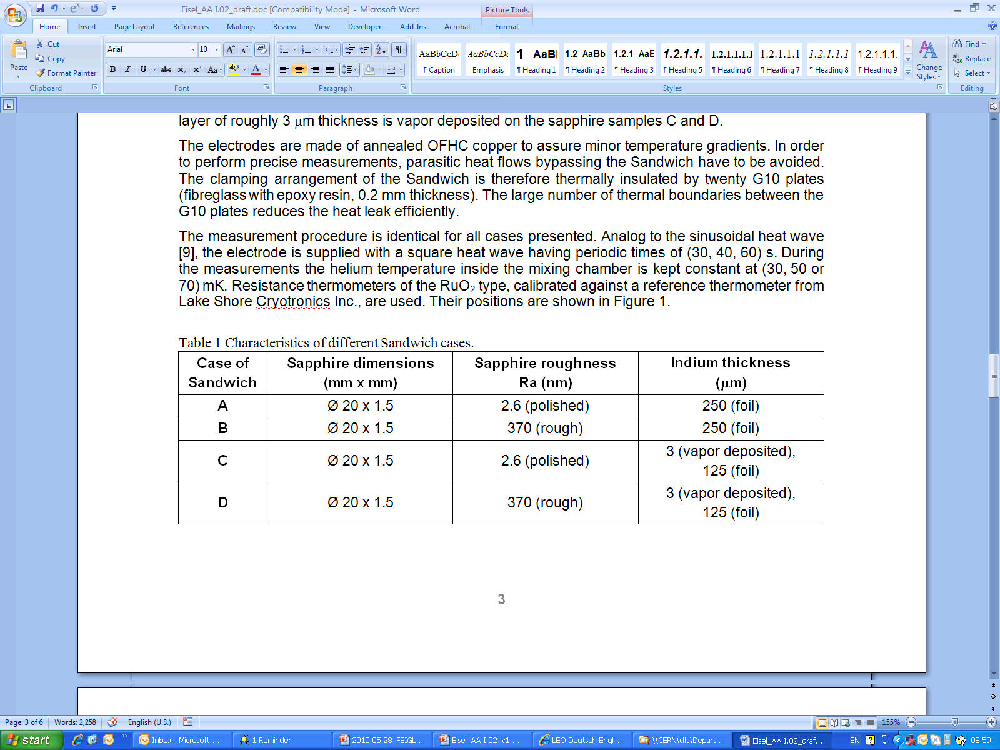 Eisel_AA I.02_draft.doc [Compatibility Mode] - Microsoft Word
Picture Tools
Home Insert Page Layout References Mailings Review View Developer Add-Ins Acrobat Format
Paste
Cut
Copy
Format Painter
Clipboard
Arial 10
B I U abc x₂ x² Aa ab A
Font
Paragraph
AaBbCcDı AaBbCcDı 1 AaB 1.2 AaBb 1.2.1 AaE 1.2.1.1. 1.2.1.1.1.1 1.2.1.1.1 1.2.1.1.1 1.2.1.1.1.
¶ Caption Emphasis ¶ Heading 1 ¶ Heading 2 ¶ Heading 3 ¶ Heading 5 ¶ Heading 6 ¶ Heading 7 ¶ Heading 8 ¶ Heading 9
Change
Styles
Styles
Find
Replace
Select
Editing
layer of roughly 3 μm thickness is vapor deposited on the sapphire samples C and D.
The electrodes are made of annealed OFHC copper to assure minor temperature gradients. In order
to perform precise measurements, parasitic heat flows bypassing the Sandwich have to be avoided.
The clamping arrangement of the Sandwich is therefore thermally insulated by twenty G10 plates
(fibreglass with epoxy resin, 0.2 mm thickness). The large number of thermal boundaries between the
G10 plates reduces the heat leak efficiently.
The measurement procedure is identical for all cases presented. Analog to the sinusoidal heat wave
[9], the electrode is supplied with a square heat wave having periodic times of (30, 40, 60) s. During
the measurements the helium temperature inside the mixing chamber is kept constant at (30, 50 or
70) mK. Resistance thermometers of the RuO₂ type, calibrated against a reference thermometer from
Lake Shore Cryotronics Inc., are used. Their positions are shown in Figure 1.
Table 1 Characteristics of different Sandwich cases.
Case of Sapphire dimensions Sapphire roughness Indium thickness
Sandwich (mm x mm) Ra (nm) (μm)
A Ø 20 x 1.5 2.6 (polished) 250 (foil)
B Ø 20 x 1.5 370 (rough) 250 (foil)
C Ø 20 x 1.5 2.6 (polished) 3 (vapor deposited),
125 (foil)
D Ø 20 x 1.5 370 (rough) 3 (vapor deposited),
125 (foil)
3
Page: 3 of 6 Words: 2,258 English (U.S.) 155%
start Inbox - Microsoft ... 1 Reminder 2010-05-28_FEIGL... Eisel_AA I.02_v1.... LEO Deutsch-Engli... \\CERN\dfs\Depart... Eisel_AA I.02_draf... EN 08:59